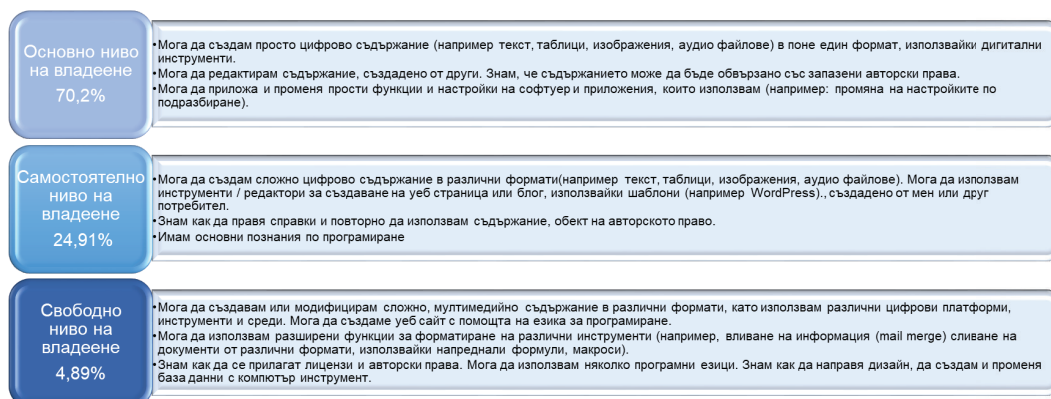 Основно ниво
на владеене
70,2%
•Мога да създам просто цифрово съдържание (например текст, таблици, изображения, аудио файлове) в поне един формат, използвайки дигитални
инструменти.
•Мога да редактирам съдържание, създадено от други. Знам, че съдържанието може да бъде обвързано със запазени авторски права.
•Мога да приложа и променя прости функции и настройки на софтуер и приложения, които използвам (например: промяна на настройките по
подразбиране).
Самостоятелно
ниво на
владеене
24,91%
•Мога да създам сложно цифрово съдържание в различни формати(например текст, таблици, изображения, аудио файлове). Мога да използвам
инструменти / редактори за създаване на уеб страница или блог, използвайки шаблони (например WordPress)., създадено от мен или друг
потребител.
•Знам как да правя справки и повторно да използвам съдържание, обект на авторското право.
•Имам основни познания по програмиране
Свободно
ниво на
владеене
4,89%
•Мога да създавам или модифицирам сложно, мултимедийно съдържание в различни формати, като използвам различни цифрови платформи,
инструменти и среди. Мога да създаме уеб сайт с помощта на езика за програмиране.
•Мога да използвам разширени функции за форматиране на различни инструменти (например, вливане на информация (mail merge) сливане на
документи от различни формати, използвайки напреднали формули, макроси).
•Знам как да се прилагат лицензи и авторски права. Мога да използвам няколко програмни езици. Знам как да направя дизайн, да създам и променя
база данни с компютър инструмент.